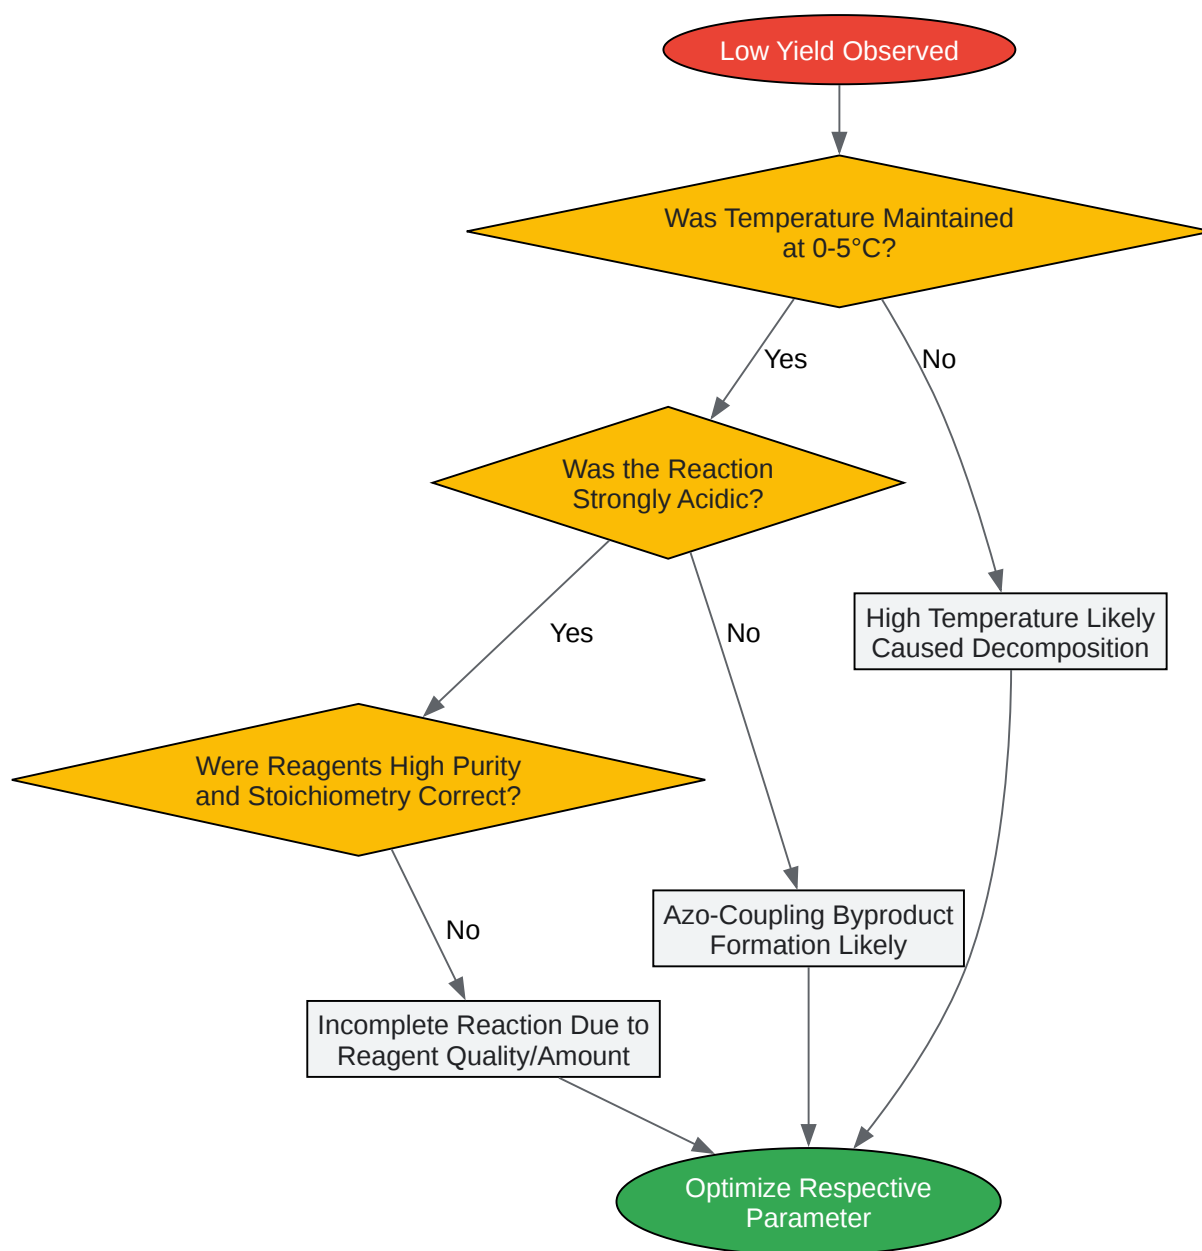 Low Yield Observed
Was Temperature Maintained
at 0-5°C?
Yes
No
Was the Reaction
Strongly Acidic?
High Temperature Likely
Caused Decomposition
Yes
No
Were Reagents High Purity
and Stoichiometry Correct?
Azo-Coupling Byproduct
Formation Likely
No
Incomplete Reaction Due to
Reagent Quality/Amount
Optimize Respective
Parameter